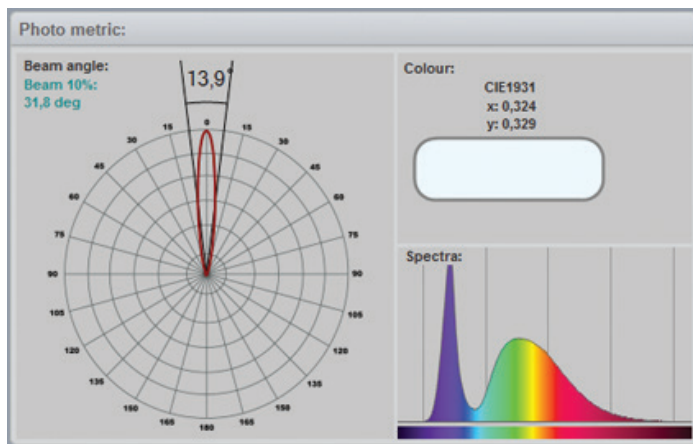 Photo metric:
Beam angle:
Beam 10%:
31,8 deg
13,9°
0
15
15
30
30
45
45
60
60
75
75
90
90
105
105
120
120
135
135
150
150
165
165
180
Colour:
CIE1931
x: 0,324
y: 0,329
Spectra: